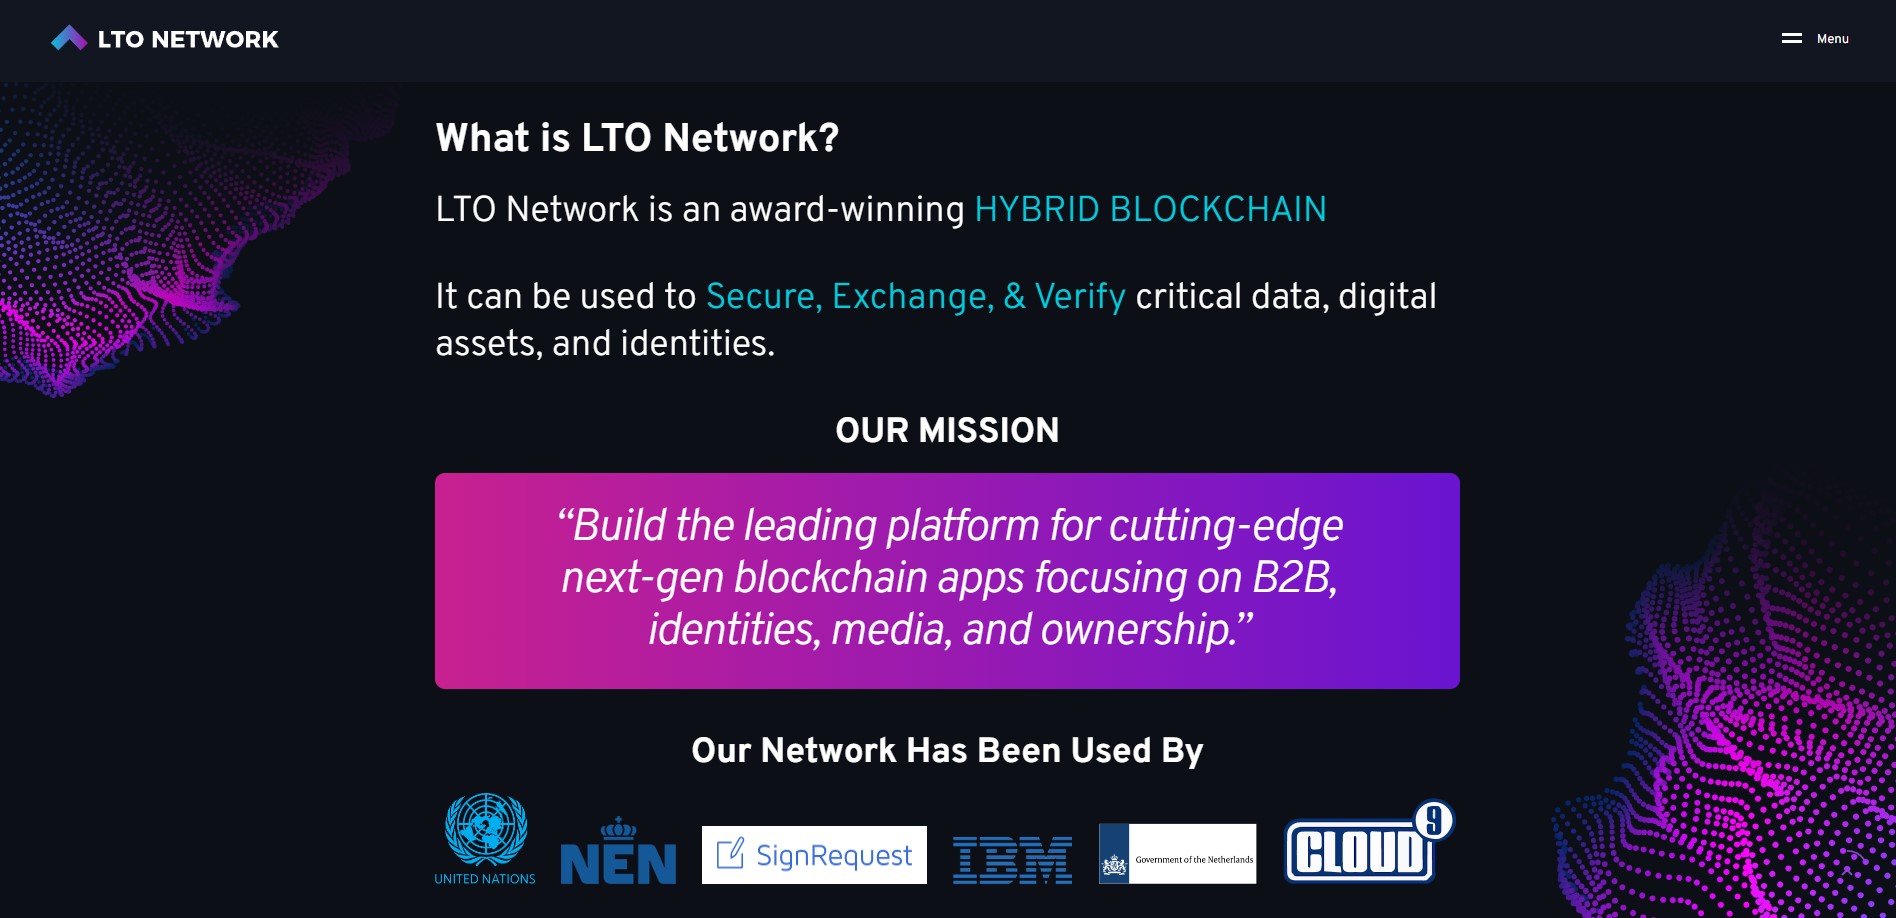 LTO NETWORK
Menu
What is LTO Network?
LTO Network is an award-winning HYBRID BLOCKCHAIN
It can be used to Secure, Exchange, & Verify critical data, digital
assets, and identities.
OUR MISSION
“Build the leading platform for cutting-edge
next-gen blockchain apps focusing on B2B,
identities, media, and ownership.”
Our Network Has Been Used By
UNITED NATIONS
NEN
SignRequest
IBM
Government of the Netherlands
CLOUD 9